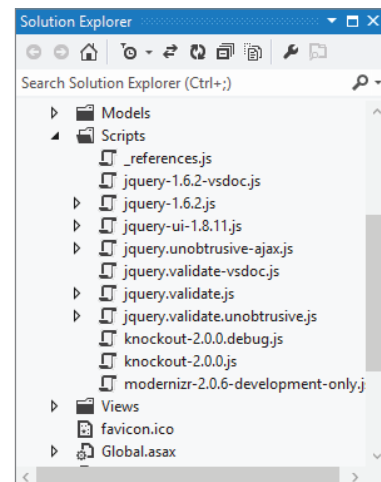 Solution Explorer
Search Solution Explorer (Ctrl+;)
Models
Scripts
_references.js
jquery-1.6.2-vsdoc.js
jquery-1.6.2.js
jquery-ui-1.8.11.js
jquery.unobtrusive-ajax.js
jquery.validate-vsdoc.js
jquery.validate.js
jquery.validate.unobtrusive.js
knockout-2.0.0.debug.js
knockout-2.0.0.js
modernizr-2.0.6-development-only.j
Views
favicon.ico
Global.asax